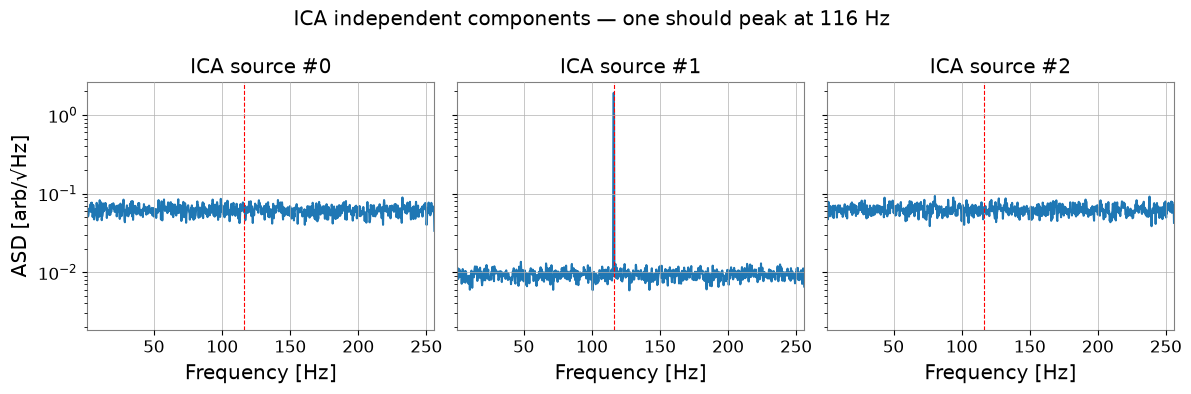 ICA independent components — one should peak at 116 Hz
ICA source #0
ICA source #1
ICA source #2
ASD [arb/√Hz]
10⁰
10⁻¹
10⁻²
50 100 150 200 250
50 100 150 200 250
50 100 150 200 250
Frequency [Hz]
Frequency [Hz]
Frequency [Hz]